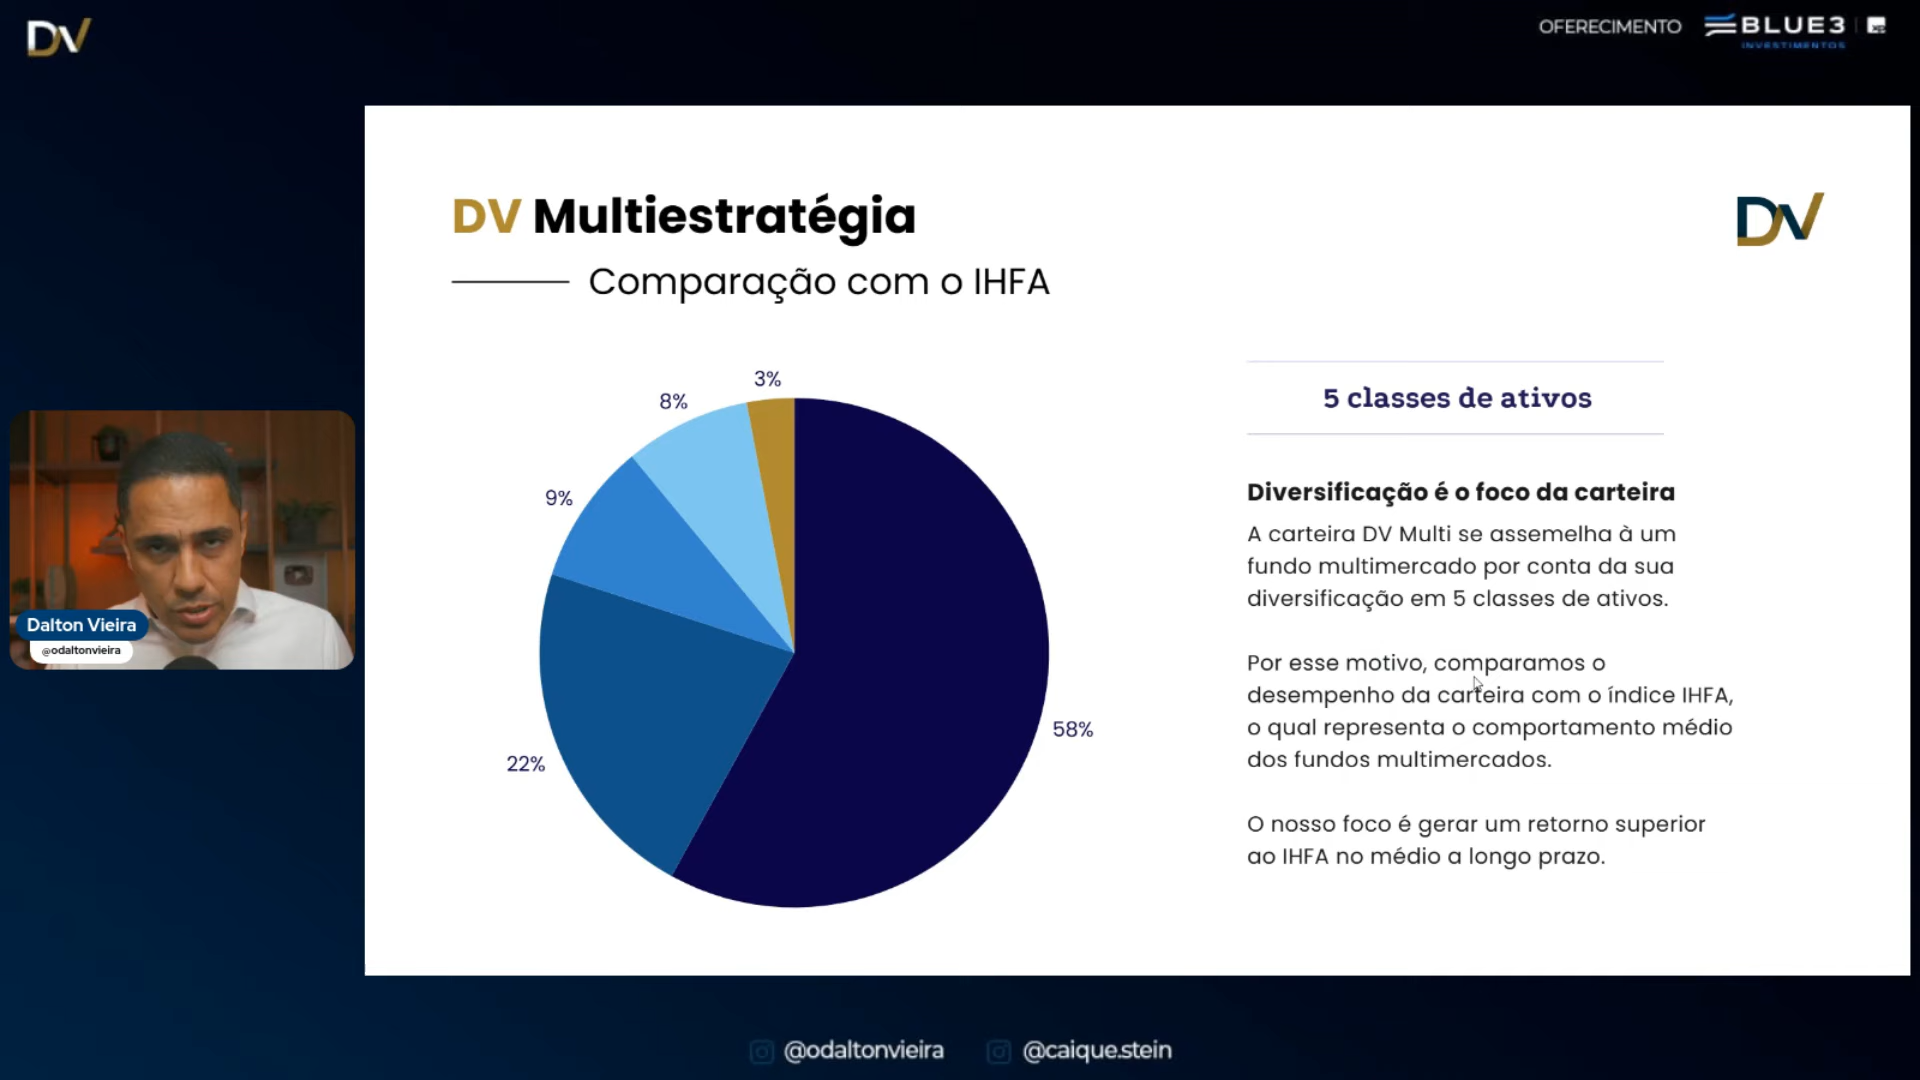 DV
OFERECIMENTO
BLUE3
INVESTIMENTOS
DV Multiestratégia
DV
Comparação com o IHFA
3%
8%
9%
22%
58%
5 classes de ativos
Diversificação é o foco da carteira
A carteira DV Multi se assemelha à um
fundo multimercado por conta da sua
diversificação em 5 classes de ativos.
Por esse motivo, comparamos o
desempenho da carteira com o índice IHFA,
o qual representa o comportamento médio
dos fundos multimercados.
O nosso foco é gerar um retorno superior
ao IHFA no médio a longo prazo.
Dalton Vieira
@odaltonvieira
@odaltonvieira
@caique.stein